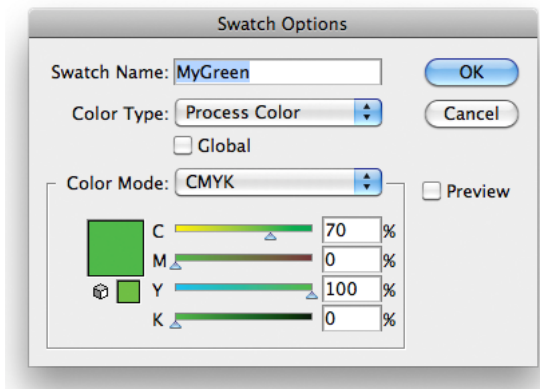 Swatch Options
Swatch Name: MyGreen
OK
Color Type: Process Color
Cancel
Global
Color Mode: CMYK
Preview
C 70 %
M 0 %
Y 100 %
K 0 %